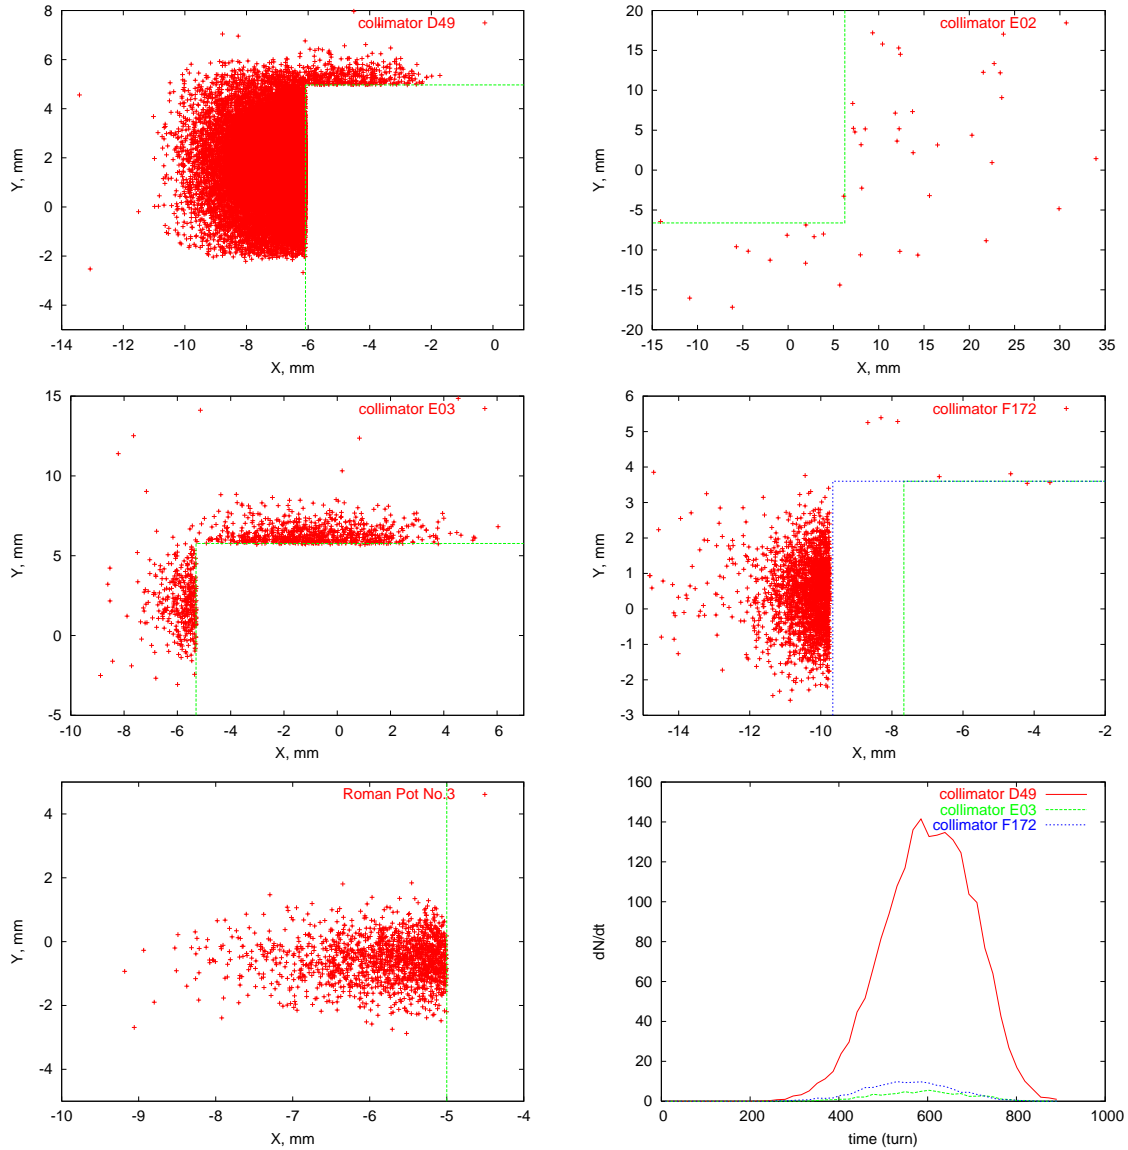 collimator D49
8
6
4
2
0
-2
-4
Y, mm
-14 -12 -10 -8 -6 -4 -2 0
X, mm
collimator E02
20
15
10
5
0
-5
-10
-15
-20
Y, mm
-15 -10 -5 0 5 10 15 20 25 30 35
X, mm
collimator E03
15
10
5
0
-5
Y, mm
-10 -8 -6 -4 -2 0 2 4 6
X, mm
collimator F172
6
5
4
3
2
1
0
-1
-2
-3
Y, mm
-14 -12 -10 -8 -6 -4 -2
X, mm
Roman Pot No.3
4
2
0
-2
-4
Y, mm
-10 -9 -8 -7 -6 -5 -4
X, mm
collimator D49
collimator E03
collimator F172
160
140
120
100
80
60
40
20
0
dN/dt
0 200 400 600 800 1000
time (turn)